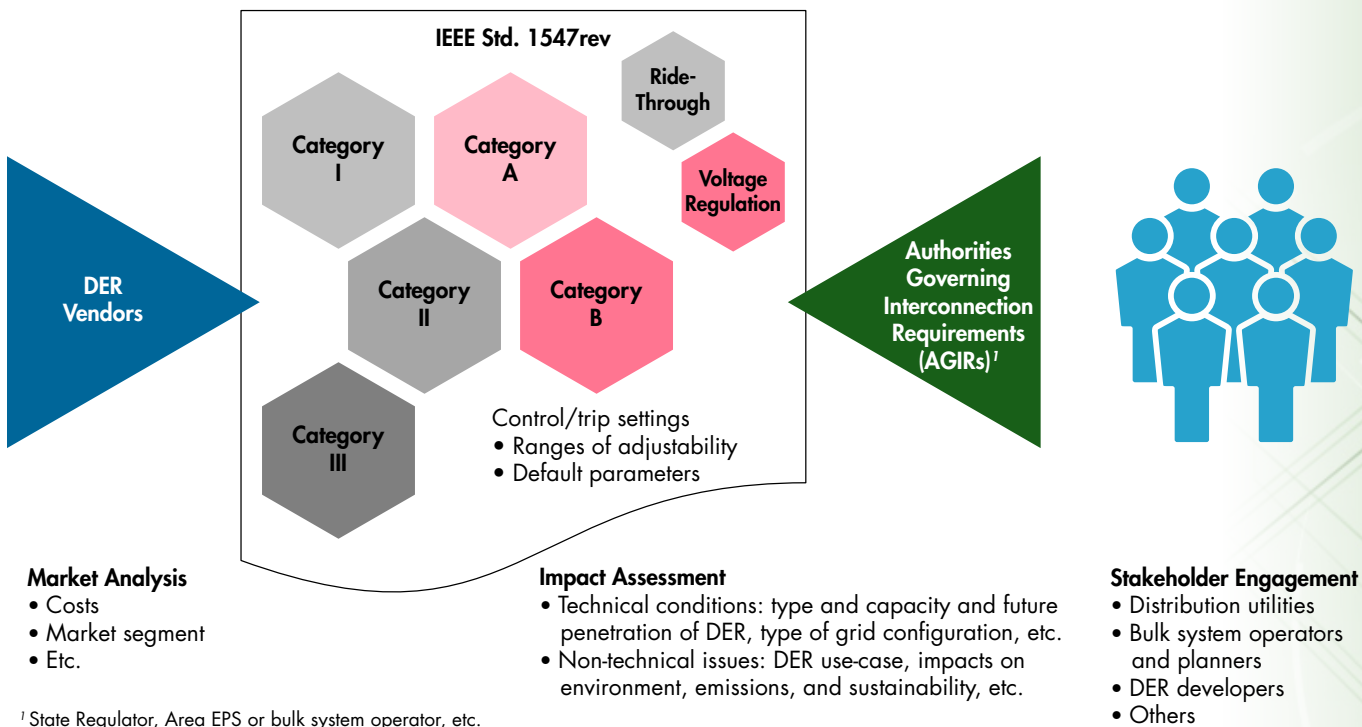 IEEE Std. 1547rev
Ride-
Through
Category
I
Category
A
Voltage
Regulation
DER
Vendors
Category
II
Category
B
Authorities
Governing
Interconnection
Requirements
(AGIRs)¹
Category
III
Control/trip settings
• Ranges of adjustability
• Default parameters
Market Analysis
• Costs
• Market segment
• Etc.
Impact Assessment
• Technical conditions: type and capacity and future
penetration of DER, type of grid configuration, etc.
• Non-technical issues: DER use-case, impacts on
environment, emissions, and sustainability, etc.
Stakeholder Engagement
• Distribution utilities
• Bulk system operators
and planners
• DER developers
• Others
¹ State Regulator, Area EPS or bulk system operator, etc.